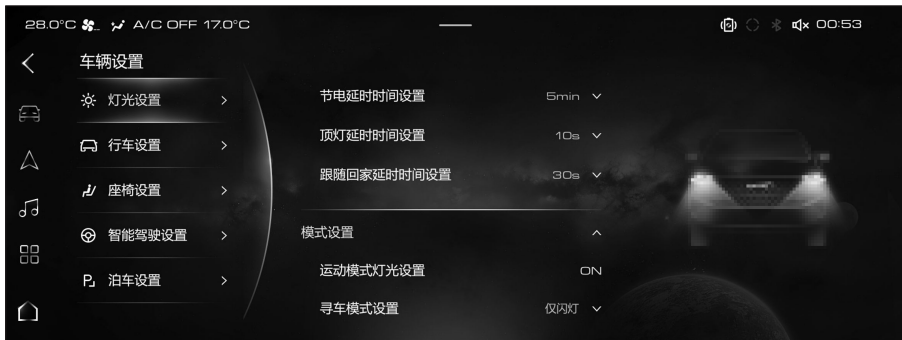 28.0°C A/C OFF 17.0°C 00:53
车辆设置
灯光设置
行车设置
座椅设置
智能驾驶设置
泊车设置
节电延时时间设置 5min
顶灯延时时间设置 10s
跟随回家延时时间设置 30s
模式设置
运动模式灯光设置 ON
寻车模式设置 仅闪灯